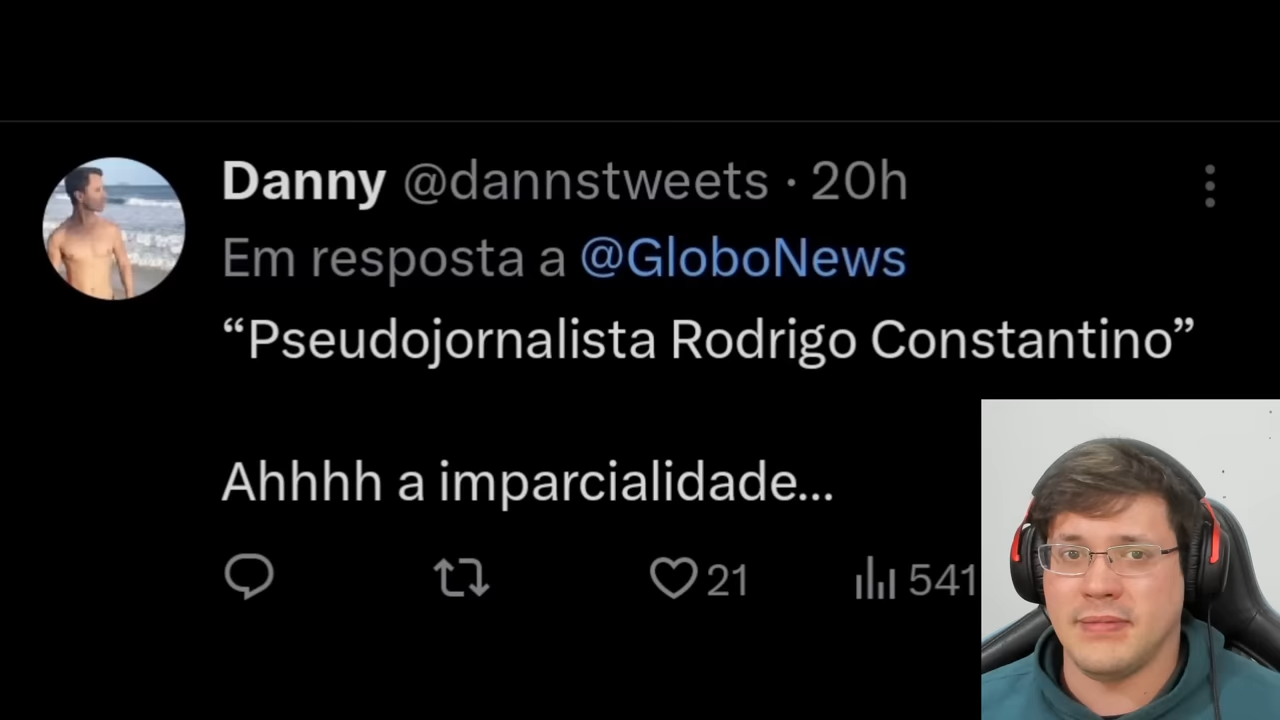 Danny @dannstweets · 20h
Em resposta a @GloboNews
“Pseudojornalista Rodrigo Constantino”
Ahhhh a imparcialidade...
21 541